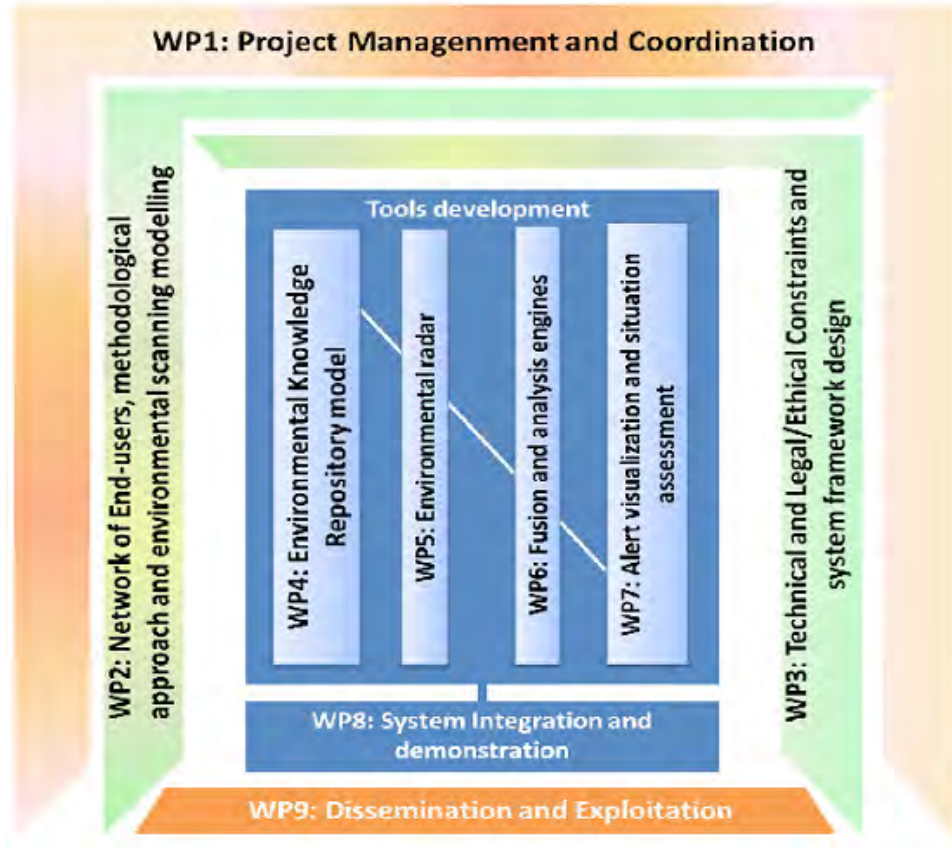 WP1: Project Managenment and Coordination
WP2: Network of End-users, methodological
approach and environmental scanning modelling
Tools development
WP4: Environmental Knowledge
Repository model
WP5: Environmental radar
WP6: Fusion and analysis engines
WP7: Alert visualization and situation
assessment
WP3: Technical and Legal/Ethical Constraints and
system framework design
WP8: System Integration and
demonstration
WP9: Dissemination and Exploitation